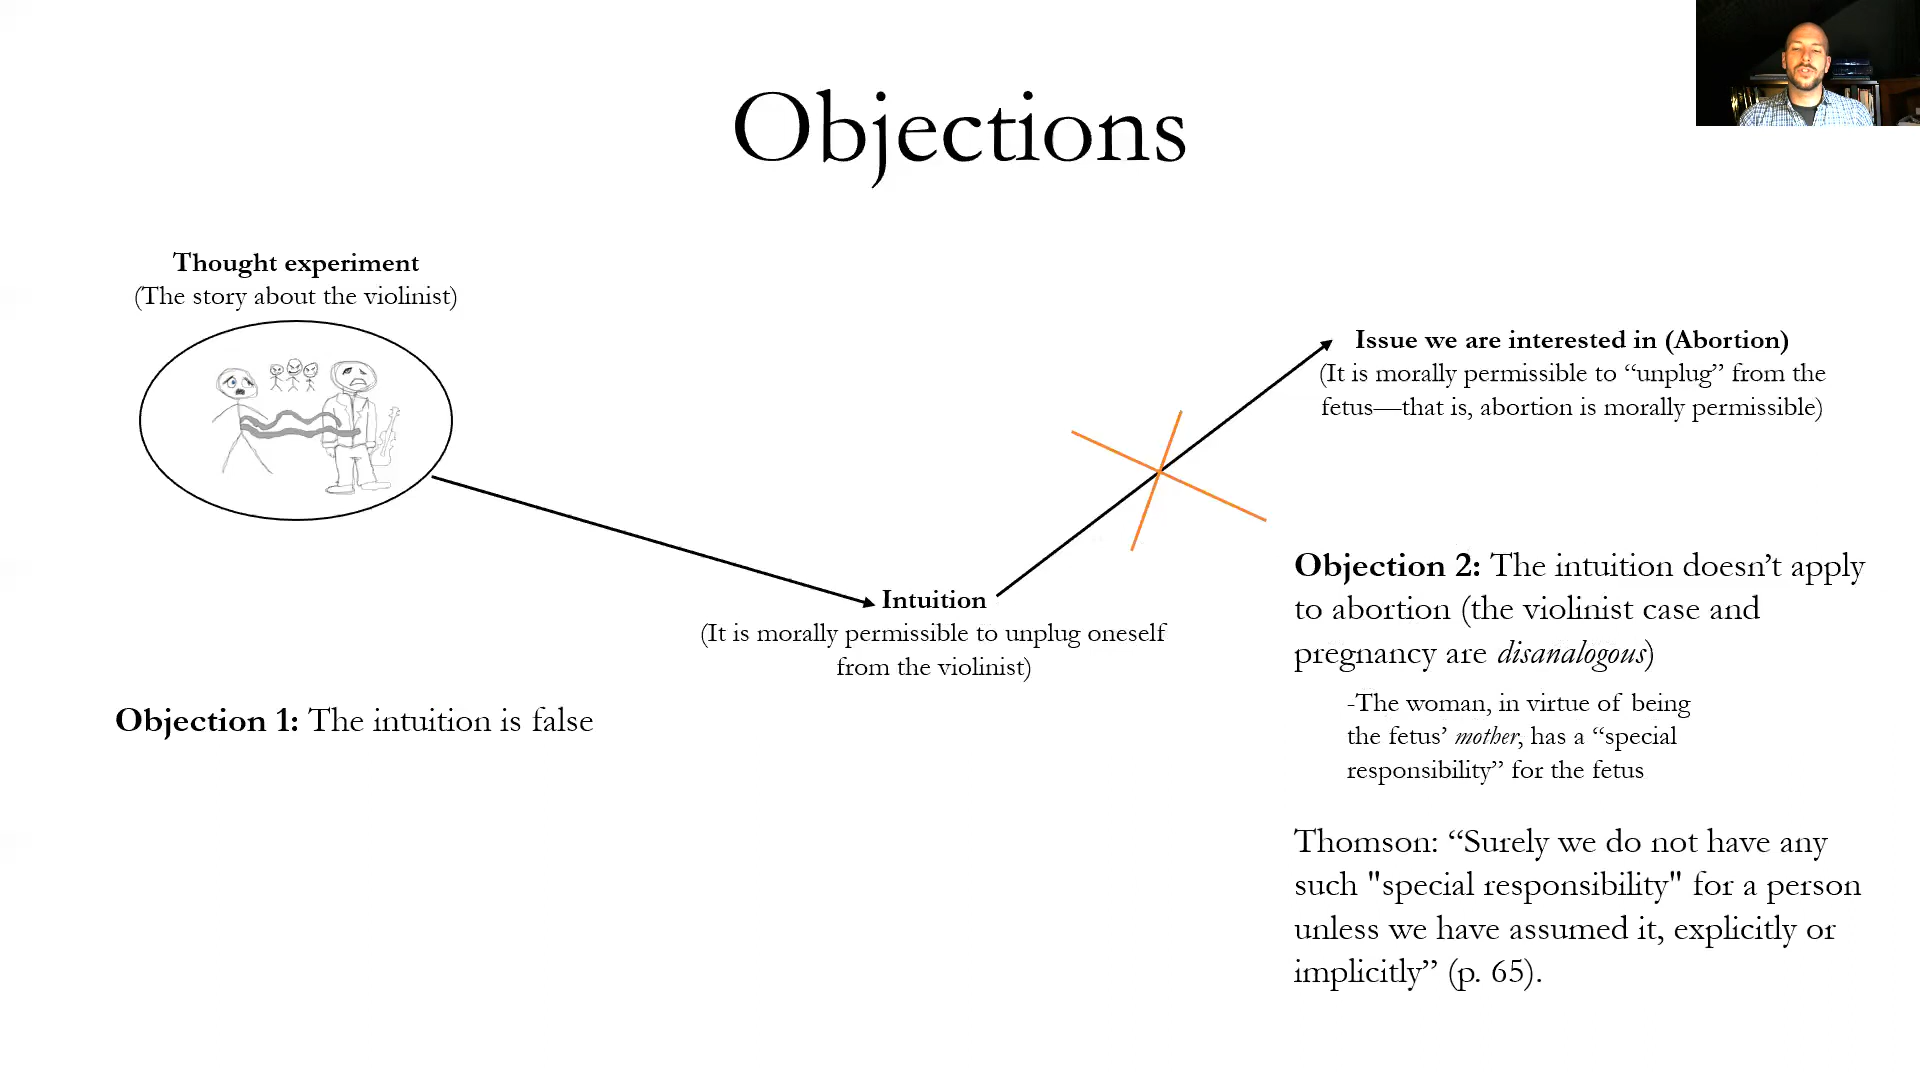 Objections
Thought experiment
(The story about the violinist)
Issue we are interested in (Abortion)
(It is morally permissible to “unplug” from the
fetus—that is, abortion is morally permissible)
Intuition
(It is morally permissible to unplug oneself
from the violinist)
Objection 1: The intuition is false
Objection 2: The intuition doesn’t apply
to abortion (the violinist case and
pregnancy are disanalogous)
-The woman, in virtue of being
the fetus’ mother, has a “special
responsibility” for the fetus
Thomson: “Surely we do not have any
such "special responsibility" for a person
unless we have assumed it, explicitly or
implicitly” (p. 65).